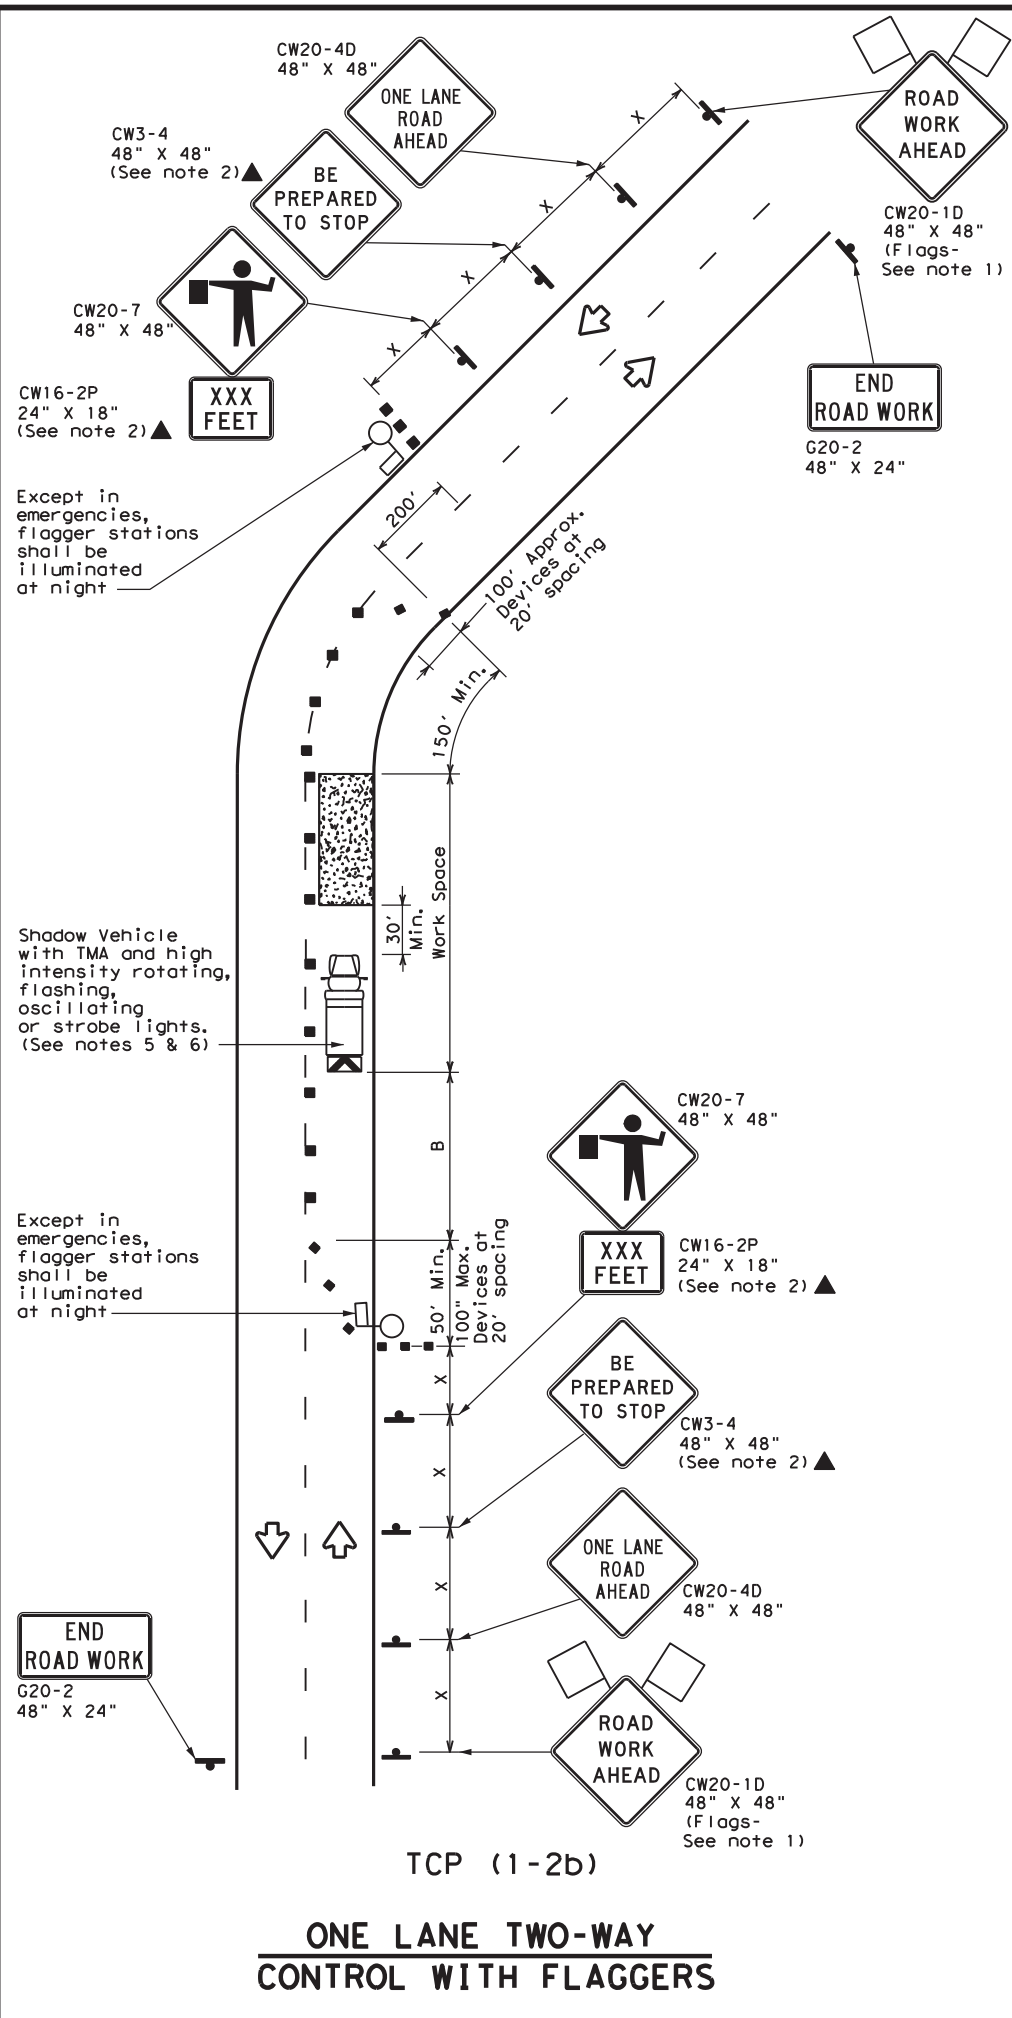 CW20-4D
48" X 48"
ONE LANE
ROAD
AHEAD
ROAD
WORK
AHEAD
CW20-1D
48" X 48"
(Flags-
See note 1)
CW3-4
48" X 48"
(See note 2)
BE
PREPARED
TO STOP
X
X
X
X
CW20-7
48" X 48"
CW16-2P
24" X 18"
(See note 2)
XXX
FEET
END
ROAD WORK
G20-2
48" X 24"
Except in
emergencies,
flagger stations
shall be
illuminated
at night
200'
100' Approx.
Devices at
20' spacing
150' Min.
Work Space
30'
Min.
Shadow Vehicle
with TMA and high
intensity rotating,
flashing,
oscillating
or strobe lights.
(See notes 5 & 6)
B
CW20-7
48" X 48"
Except in
emergencies,
flagger stations
shall be
illuminated
at night
50' Min.
100" Max.
Devices at
20' spacing
XXX
FEET
CW16-2P
24" X 18"
(See note 2)
X
BE
PREPARED
TO STOP
CW3-4
48" X 48"
(See note 2)
X
ONE LANE
ROAD
AHEAD
CW20-4D
48" X 48"
X
END
ROAD WORK
G20-2
48" X 24"
X
ROAD
WORK
AHEAD
CW20-1D
48" X 48"
(Flags-
See note 1)
TCP (1-2b)
ONE LANE TWO-WAY
CONTROL WITH FLAGGERS